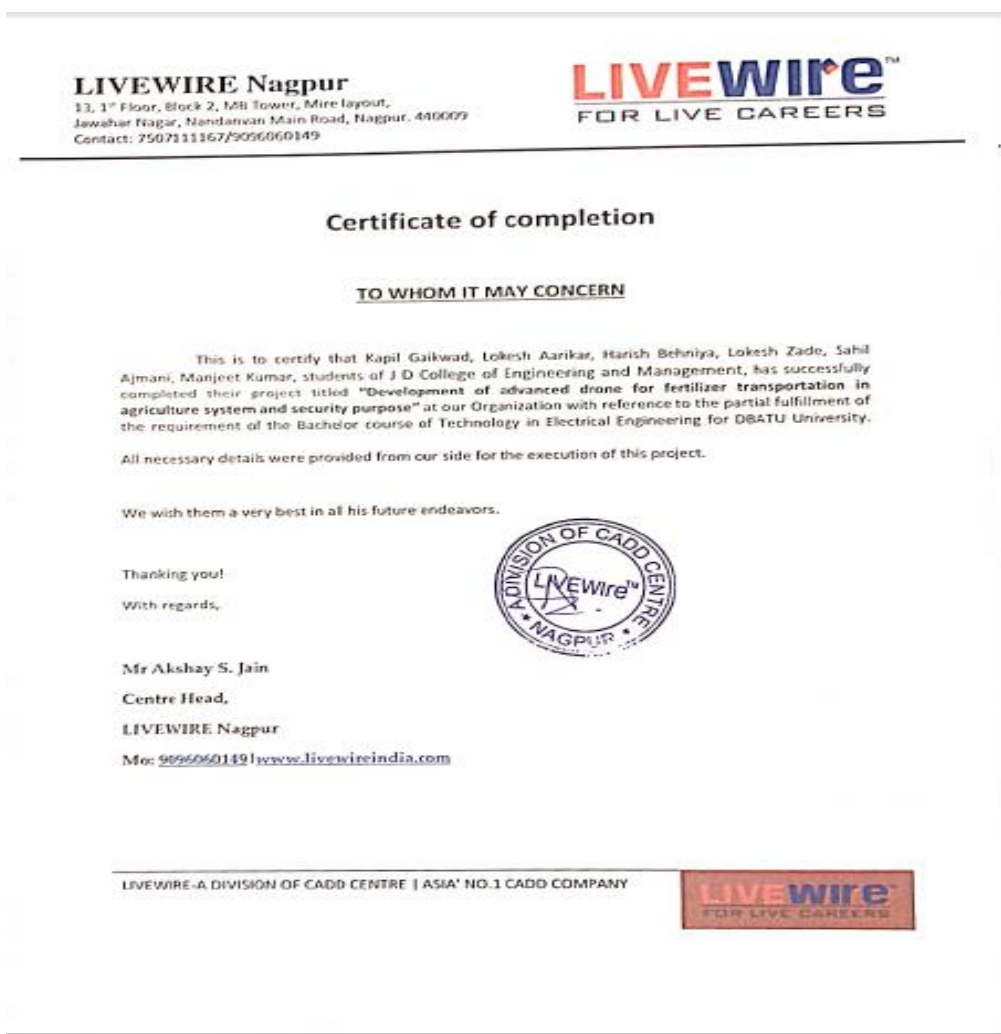 LIVEWIRE Nagpur
13, 1st Floor, Block 2, MB Tower, Mire layout,
Jawahar Nagar, Nandanvan Main Road, Nagpur. 440009
Contact: 7507111167/9096060149
LIVEWIRE™
FOR LIVE CAREERS
Certificate of completion
TO WHOM IT MAY CONCERN
This is to certify that Kapil Gaikwad, Lokesh Aarikar, Harish Behniya, Lokesh Zade, Sahil
Ajmani, Manjeet Kumar, students of J D College of Engineering and Management, has successfully
completed their project titled "Development of advanced drone for fertilizer transportation in
agriculture system and security purpose" at our Organization with reference to the partial fulfillment of
the requirement of the Bachelor course of Technology in Electrical Engineering for DBATU University.
All necessary details were provided from our side for the execution of this project.
We wish them a very best in all his future endeavors.
A DIVISION OF CADD CENTRE
LIVEWire™
* NAGPUR *
Thanking you!
With regards,
Mr Akshay S. Jain
Centre Head,
LIVEWIRE Nagpur
Mo: 9096060149|www.livewireindia.com
LIVEWIRE-A DIVISION OF CADD CENTRE | ASIA' NO.1 CADD COMPANY
LIVEWIRE
FOR LIVE CAREERS